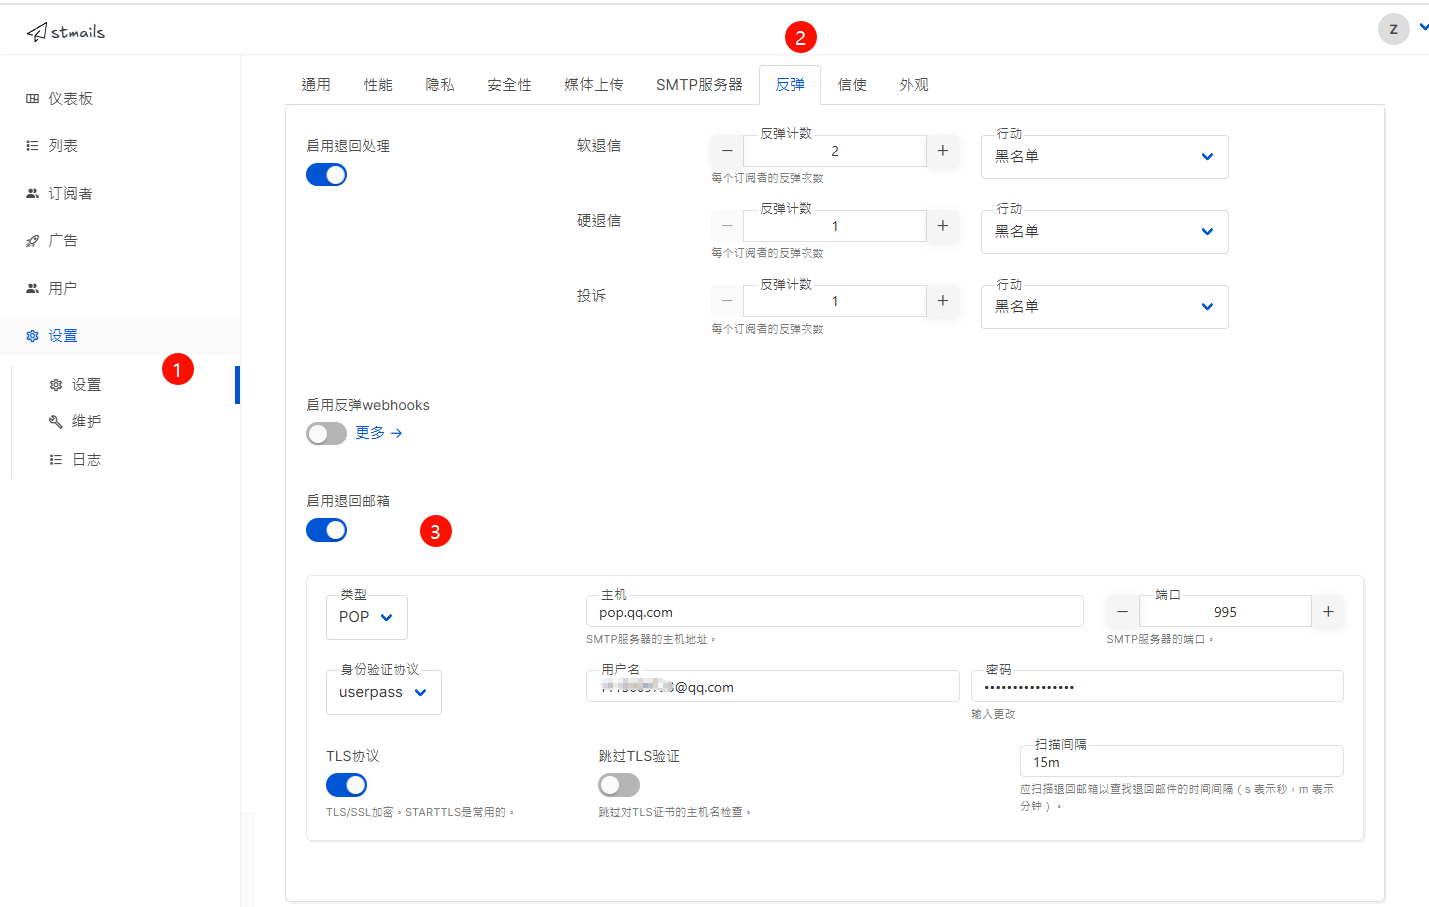 stmails
Z
2
通用
性能
隐私
安全性
媒体上传
SMTP服务器
反弹
信使
外观
仪表板
列表
订阅者
广告
用户
设置
1
设置
维护
日志
启用退回处理
软退信
反弹计数
2
每个订阅者的反弹次数
行动
黑名单
硬退信
反弹计数
1
每个订阅者的反弹次数
行动
黑名单
投诉
反弹计数
1
每个订阅者的反弹次数
行动
黑名单
启用反弹webhooks
更多 →
启用退回邮箱
3
类型
POP
主机
pop.qq.com
SMTP服务器的主机地址。
端口
995
SMTP服务器的端口。
身份验证协议
userpass
用户名
@qq.com
密码
••••••••••••••••
输入更改
TLS协议
TLS/SSL加密。STARTTLS是常用的。
跳过TLS验证
跳过对TLS证书的主机名检查。
扫描间隔
15m
应扫描退回邮箱以查找退回邮件的时间间隔（s 表示秒，m 表示
分钟）。